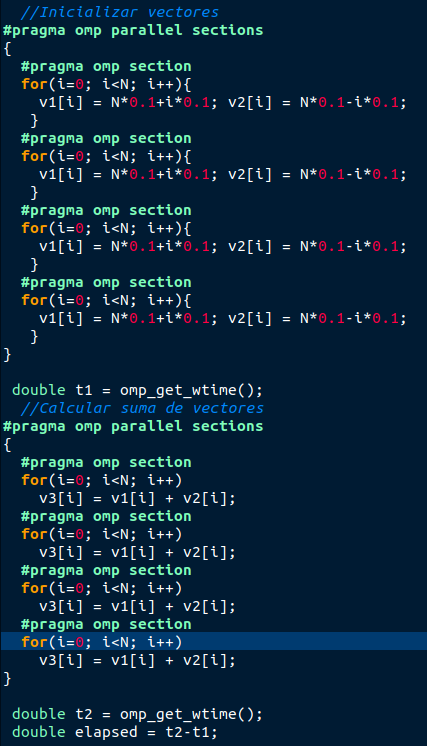 //Inicializar vectores
#pragma omp parallel sections
{
#pragma omp section
for(i=0; i<N; i++){
v1[i] = N*0.1+i*0.1; v2[i] = N*0.1-i*0.1;
}
#pragma omp section
for(i=0; i<N; i++){
v1[i] = N*0.1+i*0.1; v2[i] = N*0.1-i*0.1;
}
#pragma omp section
for(i=0; i<N; i++){
v1[i] = N*0.1+i*0.1; v2[i] = N*0.1-i*0.1;
}
#pragma omp section
for(i=0; i<N; i++){
v1[i] = N*0.1+i*0.1; v2[i] = N*0.1-i*0.1;
}
}
double t1 = omp_get_wtime();
//Calcular suma de vectores
#pragma omp parallel sections
{
#pragma omp section
for(i=0; i<N; i++)
v3[i] = v1[i] + v2[i];
#pragma omp section
for(i=0; i<N; i++)
v3[i] = v1[i] + v2[i];
#pragma omp section
for(i=0; i<N; i++)
v3[i] = v1[i] + v2[i];
#pragma omp section
for(i=0; i<N; i++)
v3[i] = v1[i] + v2[i];
}
double t2 = omp_get_wtime();
double elapsed = t2-t1;